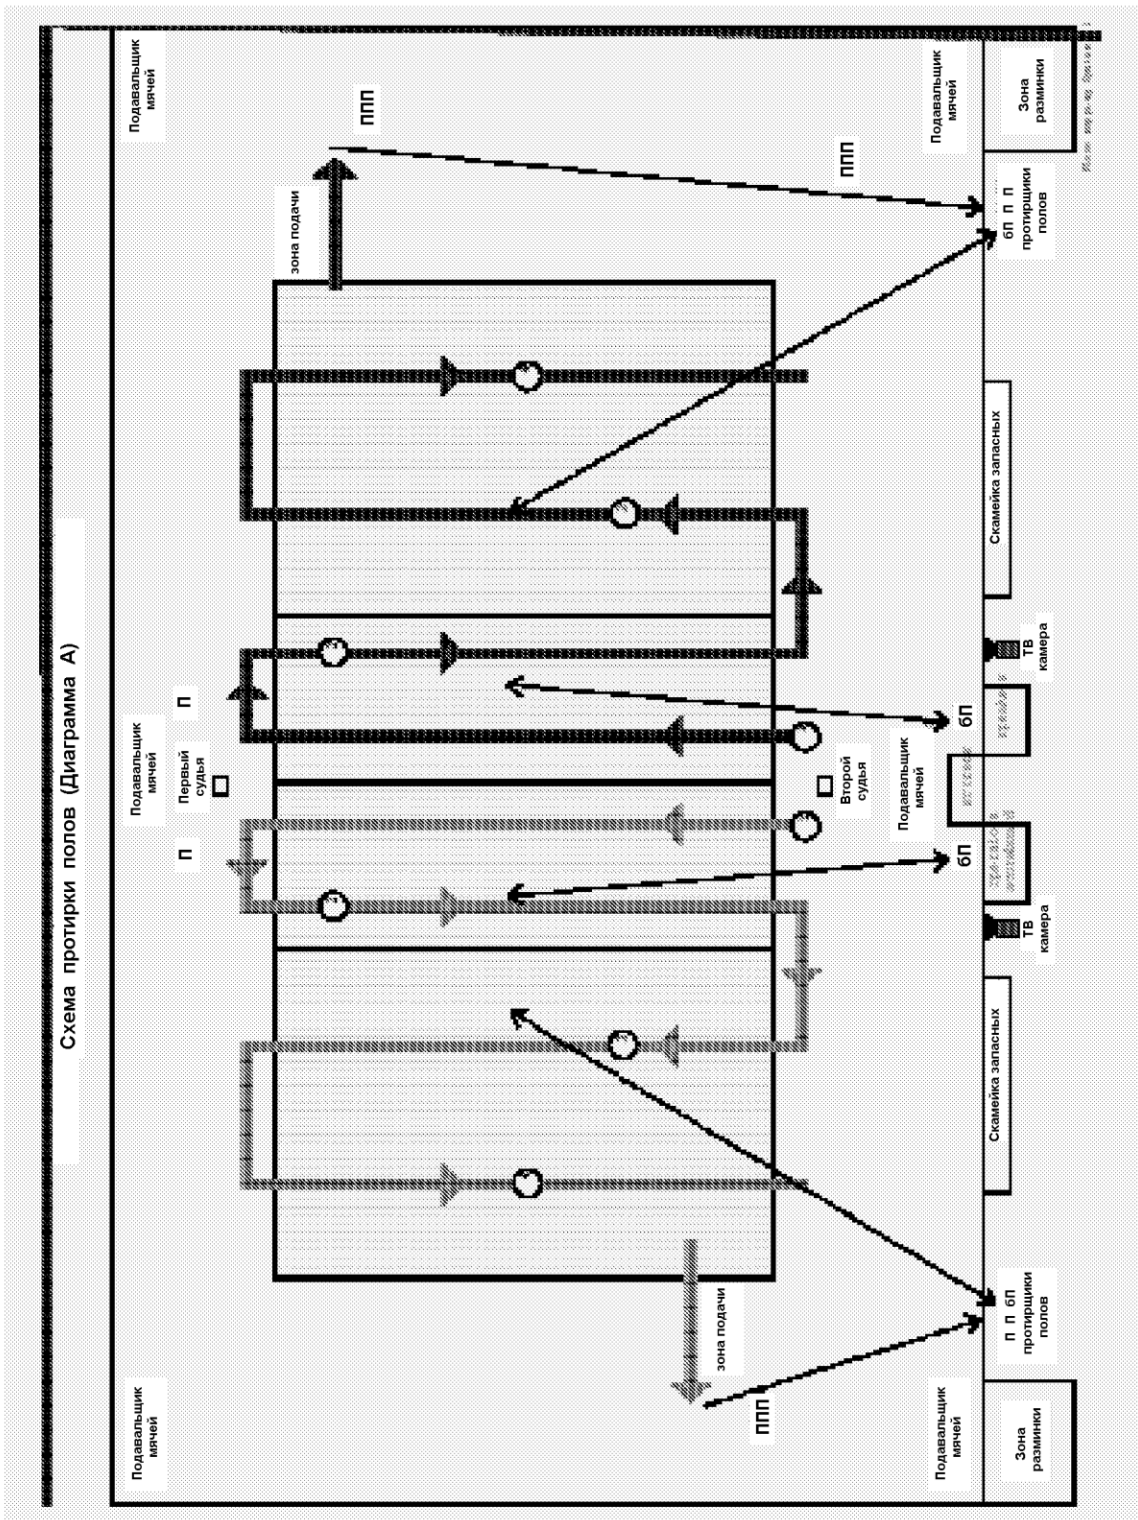 Схема протирки полов (Диаграмма А)
Подавальщик
мячей
Подавальщик
мячей
Подавальщик
мячей
П
Первый
судья
П
ППП
зона подачи
ППП
Подавальщик
мячей
Зона
разминки
бП П П
протирщики
полов
Скамейка запасных
ТВ
камера
бП
Второй
судья
Подавальщик
мячей
бП
ТВ
камера
Скамейка запасных
П П бП
протирщики
полов
зона подачи
ППП
Подавальщик
мячей
Зона
разминки